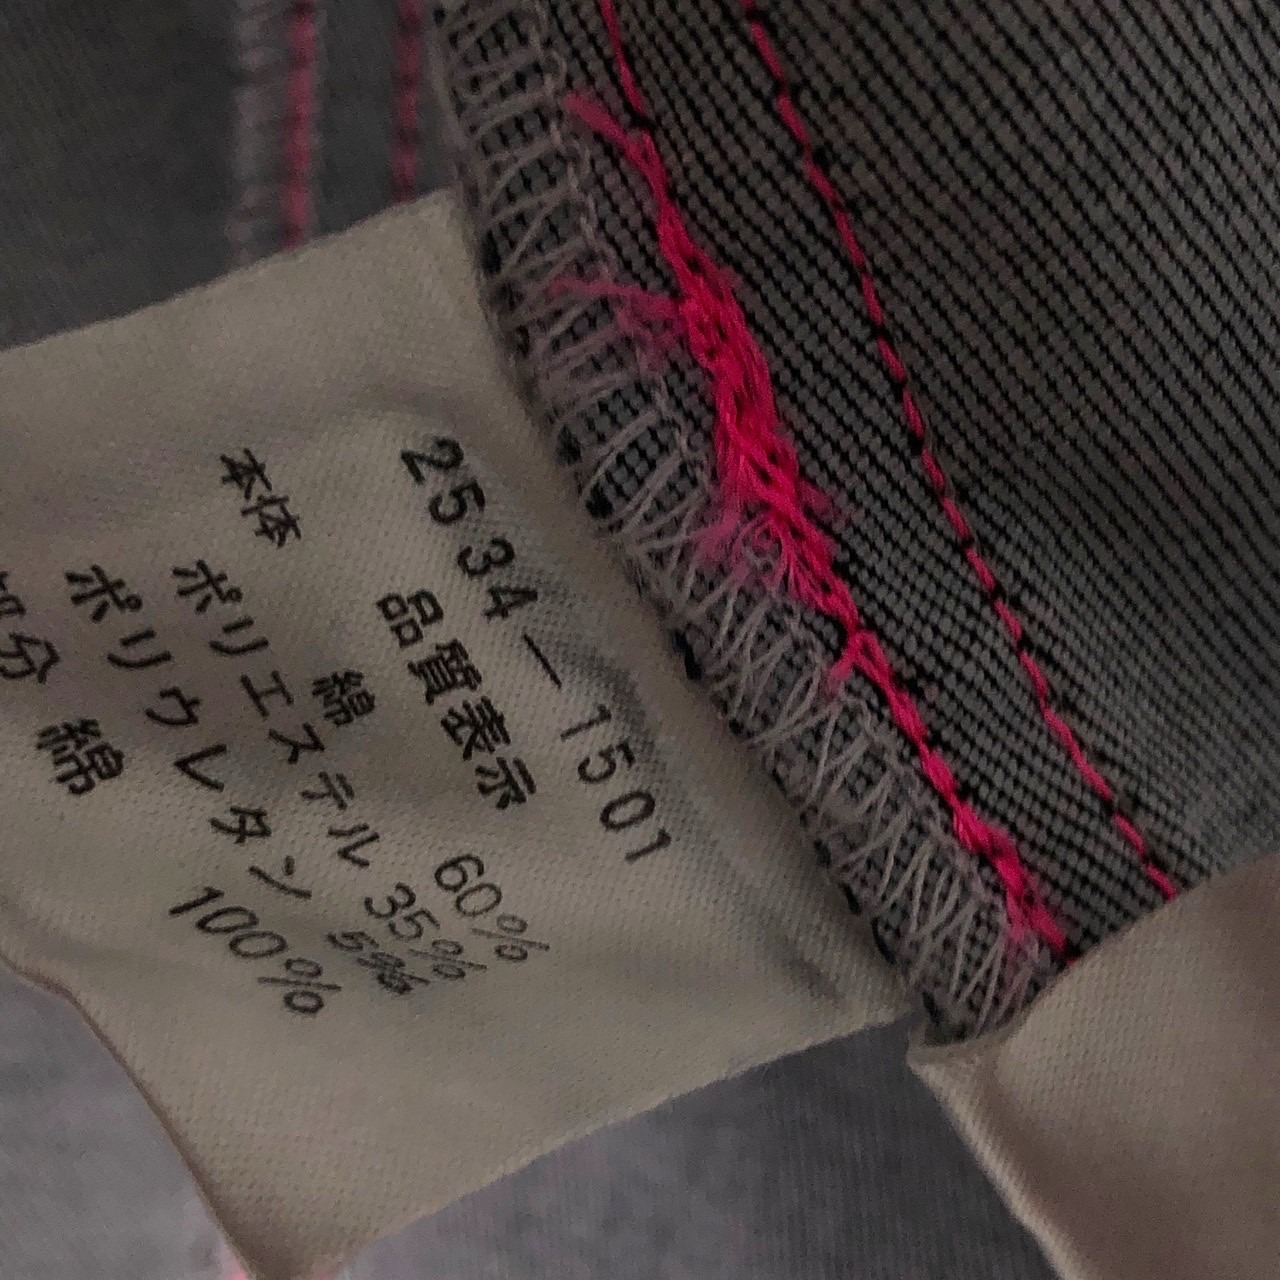 2534-1501
品質表示
本体 綿 60%
ポリエステル 35%
ポリウレタン 5%
部分 綿 100%